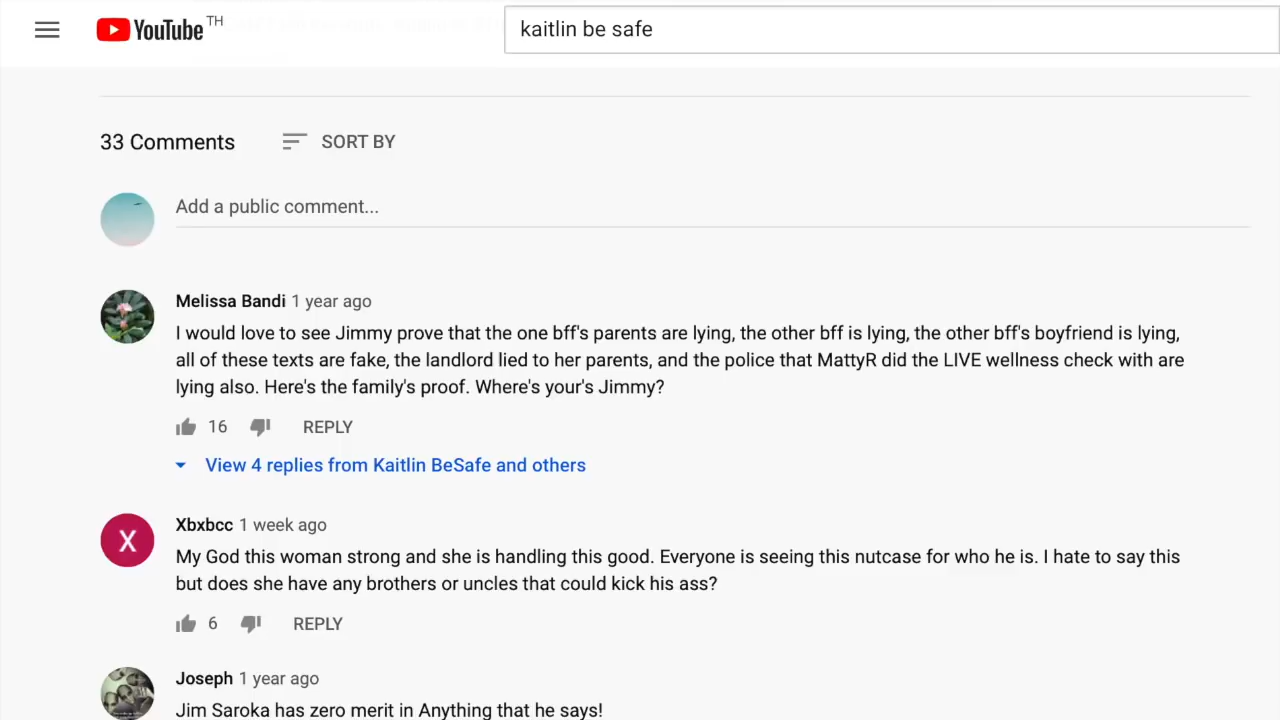 YouTube TH
kaitlin be safe
33 Comments
SORT BY
Add a public comment...
Melissa Bandi 1 year ago
I would love to see Jimmy prove that the one bff's parents are lying, the other bff is lying, the other bff's boyfriend is lying,
all of these texts are fake, the landlord lied to her parents, and the police that MattyR did the LIVE wellness check with are
lying also. Here's the family's proof. Where's your's Jimmy?
16 REPLY
View 4 replies from Kaitlin BeSafe and others
X
Xbxbcc 1 week ago
My God this woman strong and she is handling this good. Everyone is seeing this nutcase for who he is. I hate to say this
but does she have any brothers or uncles that could kick his ass?
6 REPLY
Joseph 1 year ago
Jim Saroka has zero merit in Anything that he says!